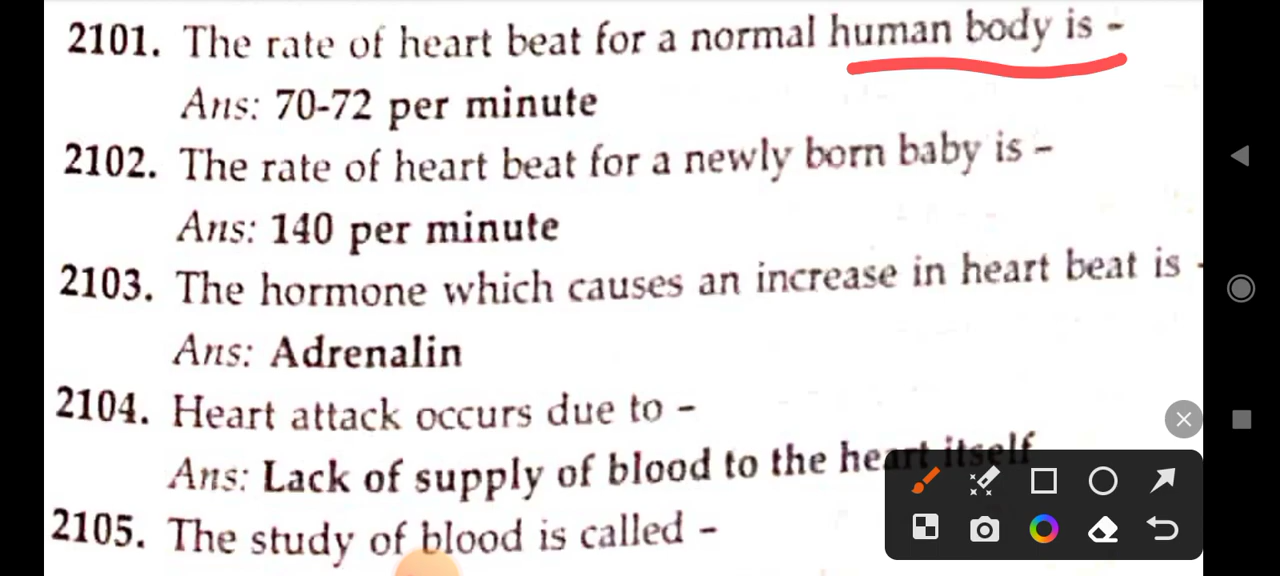 2101. The rate of heart beat for a normal human body is -
Ans: 70-72 per minute
2102. The rate of heart beat for a newly born baby is -
Ans: 140 per minute
2103. The hormone which causes an increase in heart beat is -
Ans: Adrenalin
2104. Heart attack occurs due to -
Ans: Lack of supply of blood to the heart itself
2105. The study of blood is called -